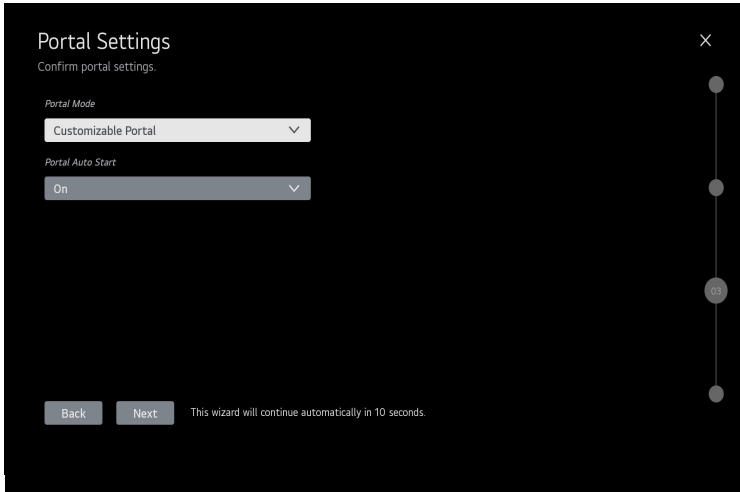 Portal Settings
Confirm portal settings.
Portal Mode
Customizable Portal
Portal Auto Start
On
03
Back
Next
This wizard will continue automatically in 10 seconds.